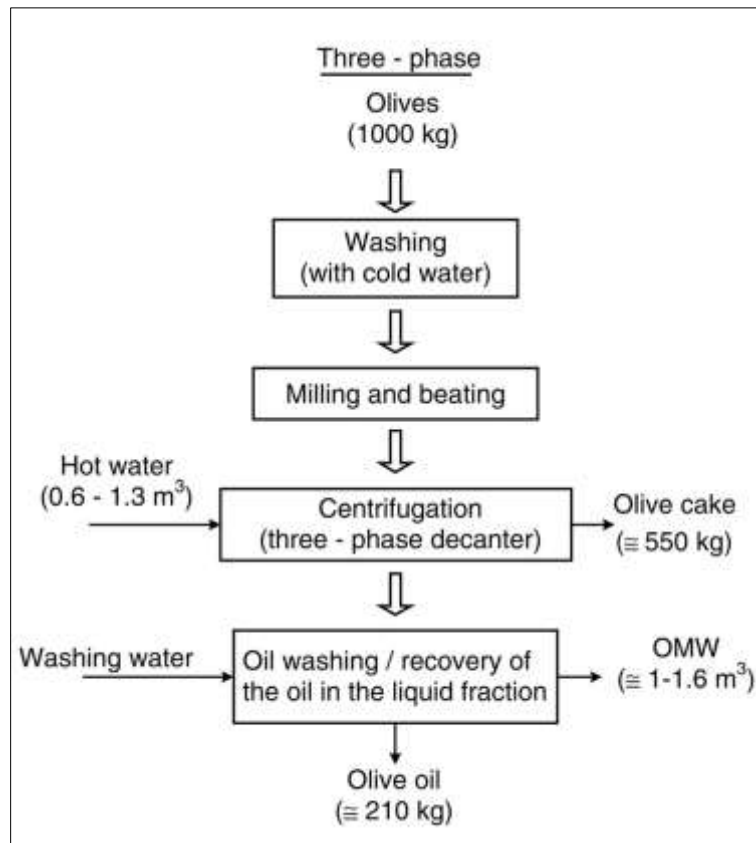 Three - phase
Olives
(1000 kg)
Washing
(with cold water)
Milling and beating
Hot water
(0.6 - 1.3 m³)
Centrifugation
(three - phase decanter)
Olive cake
(≅ 550 kg)
Washing water
Oil washing / recovery of
the oil in the liquid fraction
OMW
(≅ 1-1.6 m³)
Olive oil
(≅ 210 kg)